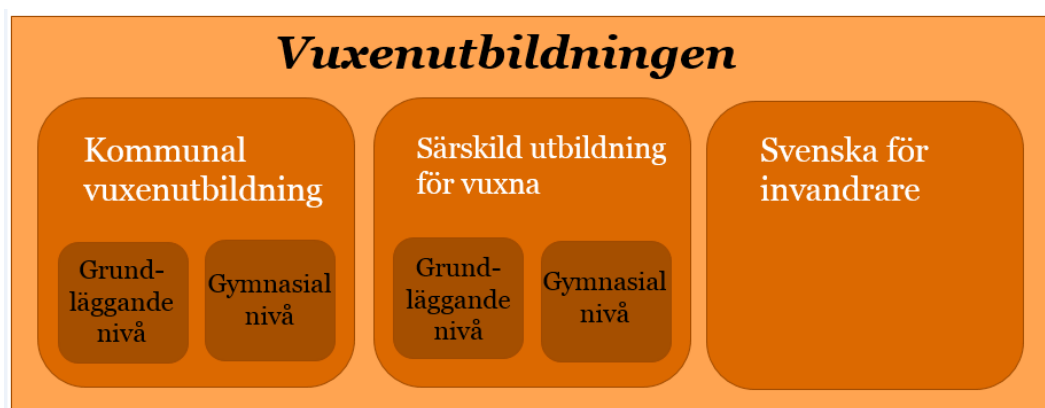 Vuxenutbildningen
Kommunal
vuxenutbildning
Grund-
läggande
nivå
Gymnasial
nivå
Särskild utbildning
för vuxna
Grund-
läggande
nivå
Gymnasial
nivå
Svenska för
invandrare